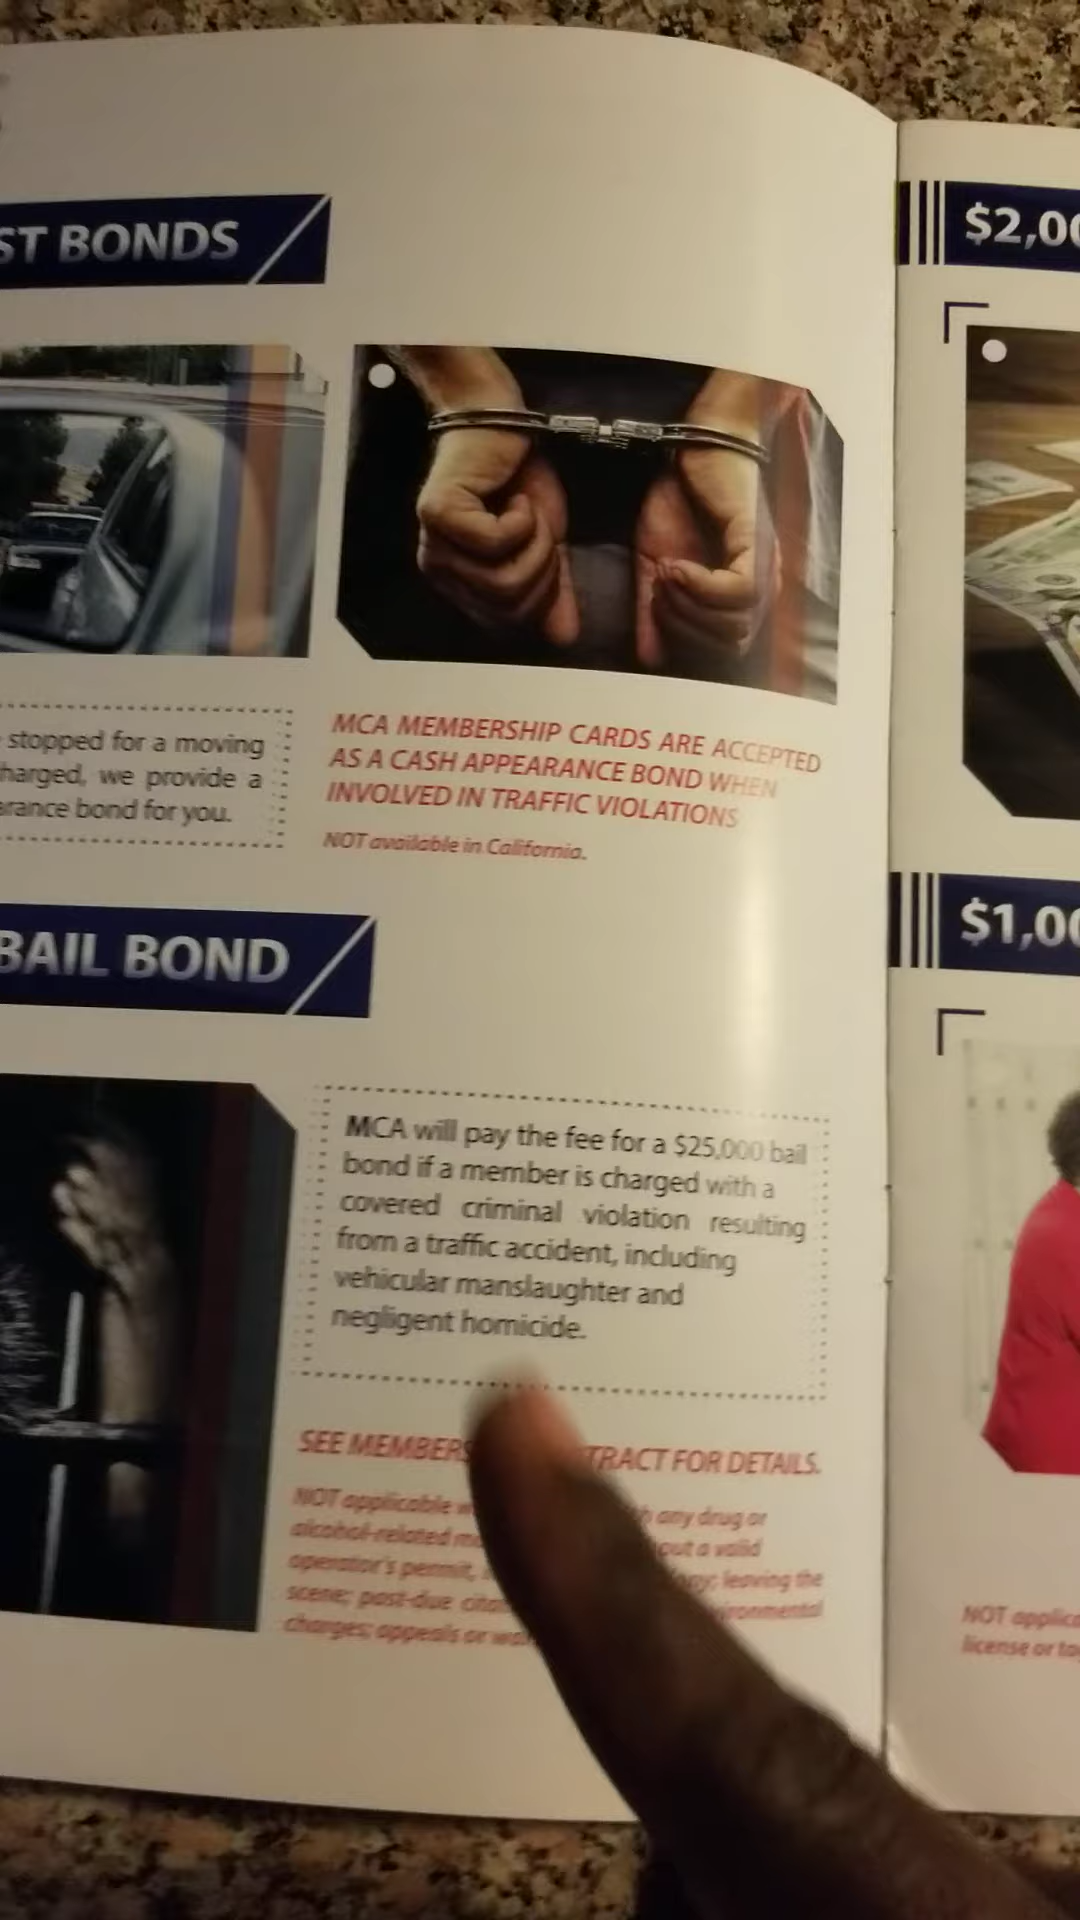 ST BONDS
$2,00
stopped for a moving
harged, we provide a
arance bond for you.
MCA MEMBERSHIP CARDS ARE ACCEPTED
AS A CASH APPEARANCE BOND WHEN
INVOLVED IN TRAFFIC VIOLATIONS
NOT available in California.
BAIL BOND
$1,00
MCA will pay the fee for a $25,000 bail
bond if a member is charged with a
covered criminal violation resulting
from a traffic accident, including
vehicular manslaughter and
negligent homicide.
SEE MEMBERS TRACT FOR DETAILS.
NOT applicable any drug or
alcohol-related out a valid
operator's permit, leaving the
scene; past-due
charges; appeals or
NOT applic
license or